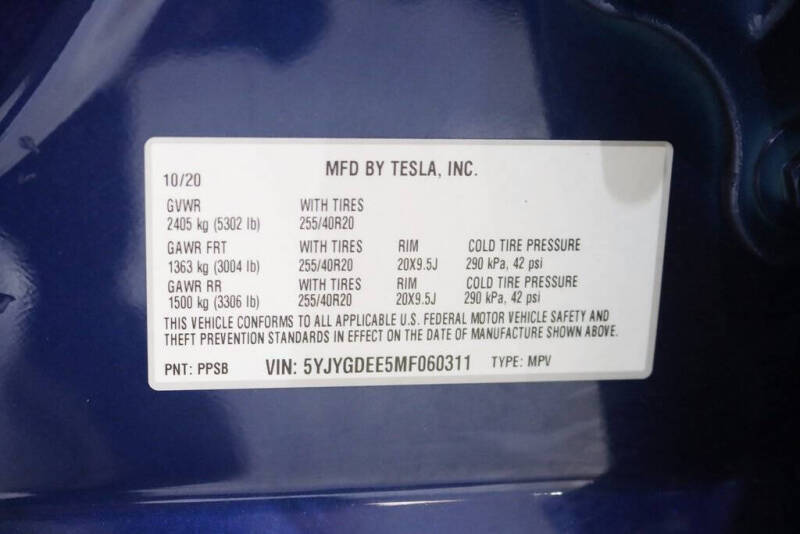 MFD BY TESLA, INC.
10/20
GVWR WITH TIRES
2405 kg (5302 lb) 255/40R20
GAWR FRT WITH TIRES RIM COLD TIRE PRESSURE
1363 kg (3004 lb) 255/40R20 20X9.5J 290 kPa, 42 psi
GAWR RR WITH TIRES RIM COLD TIRE PRESSURE
1500 kg (3306 lb) 255/40R20 20X9.5J 290 kPa, 42 psi
THIS VEHICLE CONFORMS TO ALL APPLICABLE U.S. FEDERAL MOTOR VEHICLE SAFETY AND
THEFT PREVENTION STANDARDS IN EFFECT ON THE DATE OF MANUFACTURE SHOWN ABOVE.
PNT: PPSB VIN: 5YJYGDEE5MF060311 TYPE: MPV